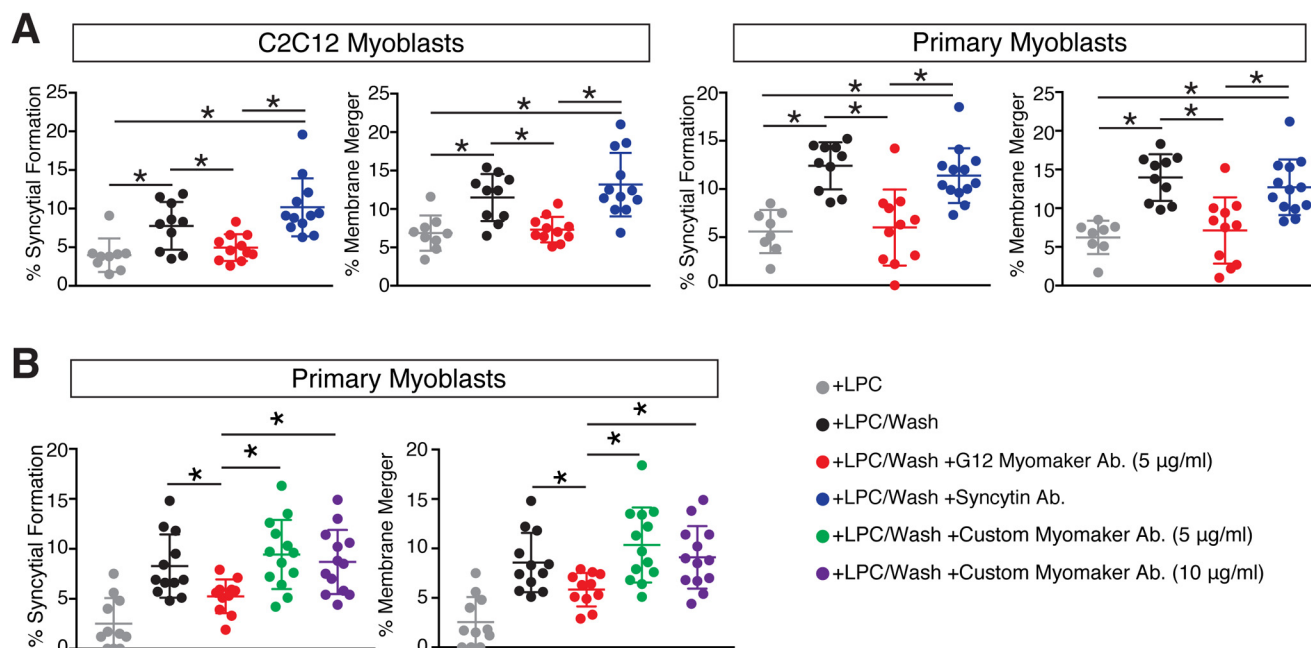 A
C2C12 Myoblasts
Primary Myoblasts
% Syncytial Formation
25
20
15
10
5
0
* * * *
% Membrane Merger
25
20
15
10
5
0
* * * *
% Syncytial Formation
20
15
10
5
0
* * * *
% Membrane Merger
25
20
15
10
5
0
* * * *
B
Primary Myoblasts
% Syncytial Formation
20
15
10
5
0
* * *
% Membrane Merger
20
15
10
5
0
* * *
+LPC
+LPC/Wash
+LPC/Wash +G12 Myomaker Ab. (5 μg/ml)
+LPC/Wash +Syncytin Ab.
+LPC/Wash +Custom Myomaker Ab. (5 μg/ml)
+LPC/Wash +Custom Myomaker Ab. (10 μg/ml)